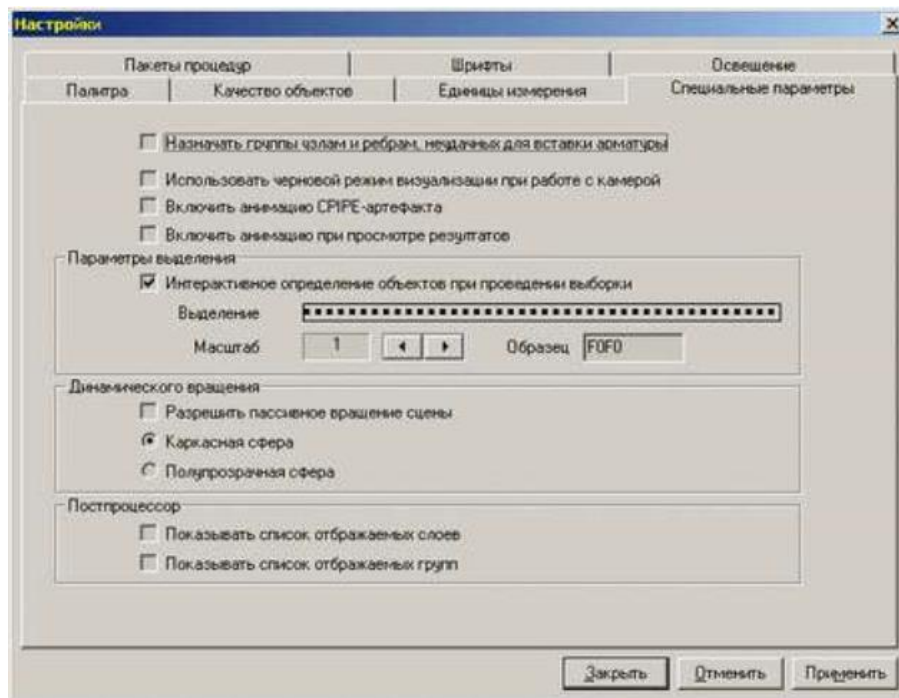 Настройки
Пакеты процедур Шрифты Освещение
Палитра Качество объектов Единицы измерения Специальные параметры
Назначать группы узлам и ребрам, неудачных для вставки арматуры
Использовать черновой режим визуализации при работе с камерой
Включить анимацию CPIPE-артефакта
Включить анимацию при просмотре резултатов
Параметры выделения
Интерактивное определение объектов при проведении выборки
Выделение
Масштаб 1 Образец F0F0
Динамического вращения
Разрешить пассивное вращение сцены
Каркасная сфера
Полупрозрачная сфера
Постпроцессор
Показывать список отбражаемых слоев
Показывать список отбражаемых групп
Закрыть Отменить Применить